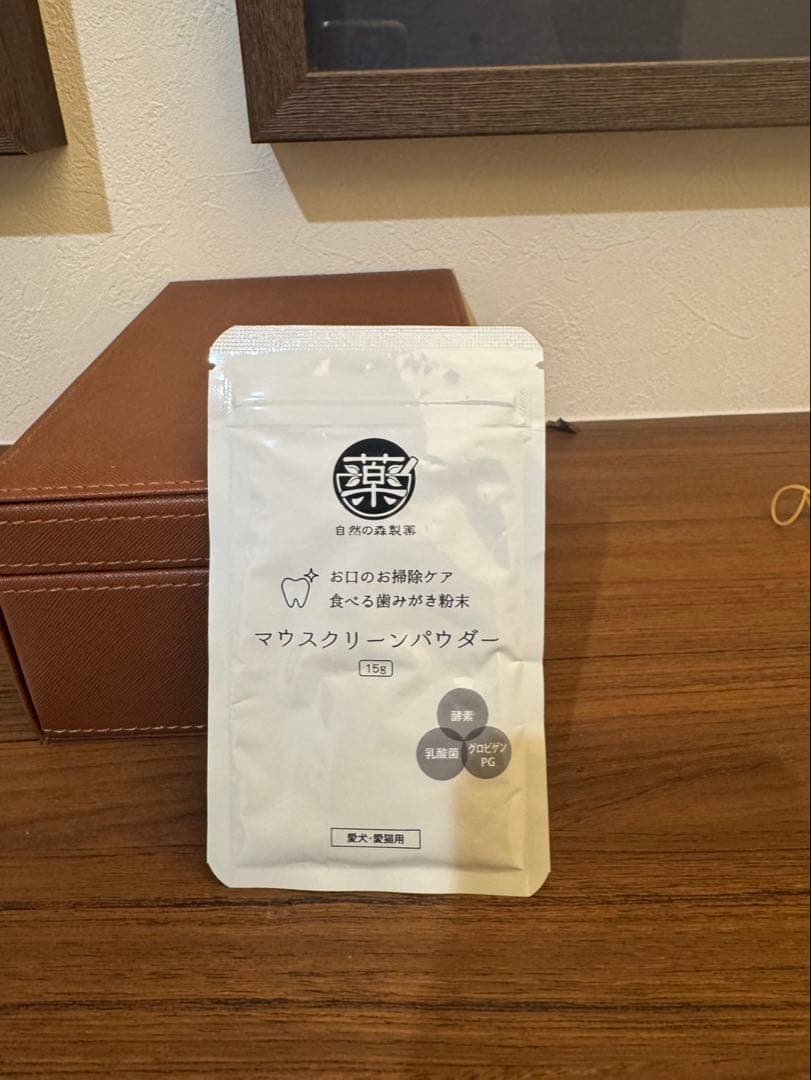 薬
自然の森製薬
お口のお掃除ケア
食べる歯みがき粉末
マウスクリーンパウダー
15g
酵素
乳酸菌
グロビゲン
PG
愛犬・愛猫用